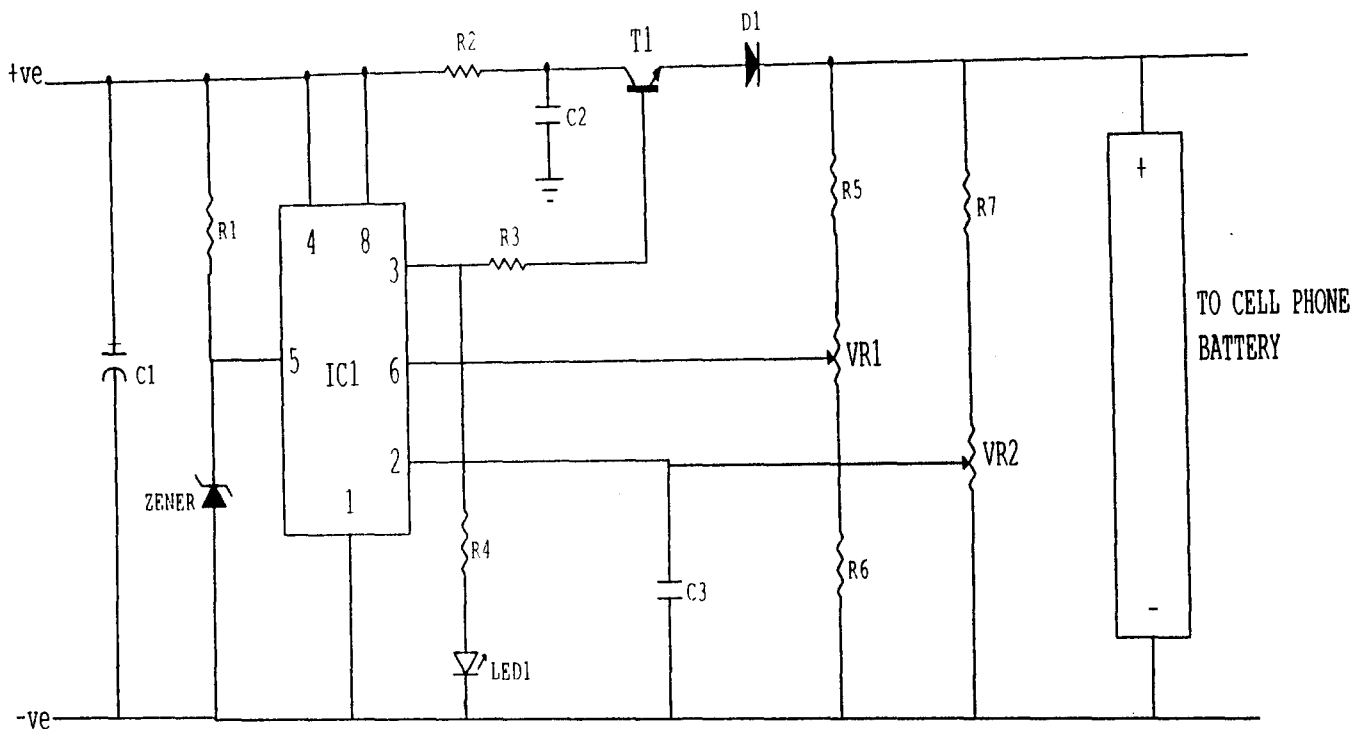 +ve
R2
T1
D1
C2
R1
4 8
R3
3
R5
R7
+
TO CELL PHONE
BATTERY
+
C1
5
IC1
6
VR1
2
VR2
ZENER
1
R4
C3
R6
-
LED1
-ve